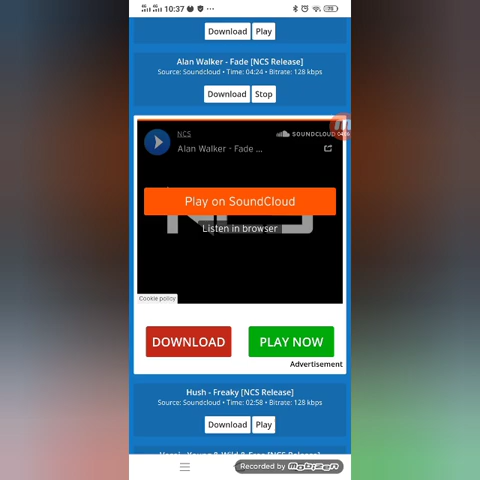 10:37
Download Play
Alan Walker - Fade [NCS Release]
Source: Soundcloud • Time: 04:24 • Bitrate: 128 kbps
Download Stop
NCS
SOUNDCLOUD
Alan Walker - Fade ...
Play on SoundCloud
Listen in browser
Cookie policy
DOWNLOAD PLAY NOW
Advertisement
Hush - Freaky [NCS Release]
Source: Soundcloud • Time: 02:58 • Bitrate: 128 kbps
Download Play
Recorded by mobizen